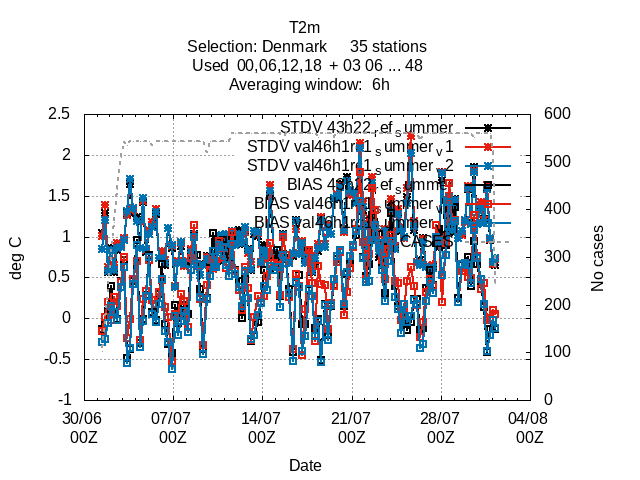 T2m
Selection: Denmark 35 stations
Used 00,06,12,18 + 03 06 ... 48
Averaging window: 6h
STDV 43h22_ref_summer
STDV val46h1rc1_summer_v1
STDV val46h1rc1_summer_v2
BIAS 43h22_ref_summer
BIAS val46h1rc1_summer
BIAS val46h1rc1_summer
CASES
2.5
2
1.5
1
0.5
0
-0.5
-1
deg C
600
500
400
300
200
100
0
No cases
30/06 07/07 14/07 21/07 28/07 04/08
00Z 00Z 00Z 00Z 00Z 00Z
Date